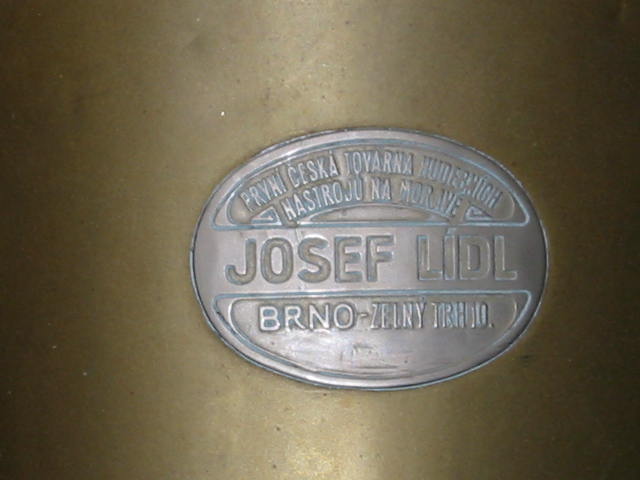 PRVNÍ ČESKÁ TOVÁRNA HUDEBNÍCH
NÁSTROJŮ NA MORAVĚ
JOSEF LÍDL
BRNO-ZELNÝ TRH 10.